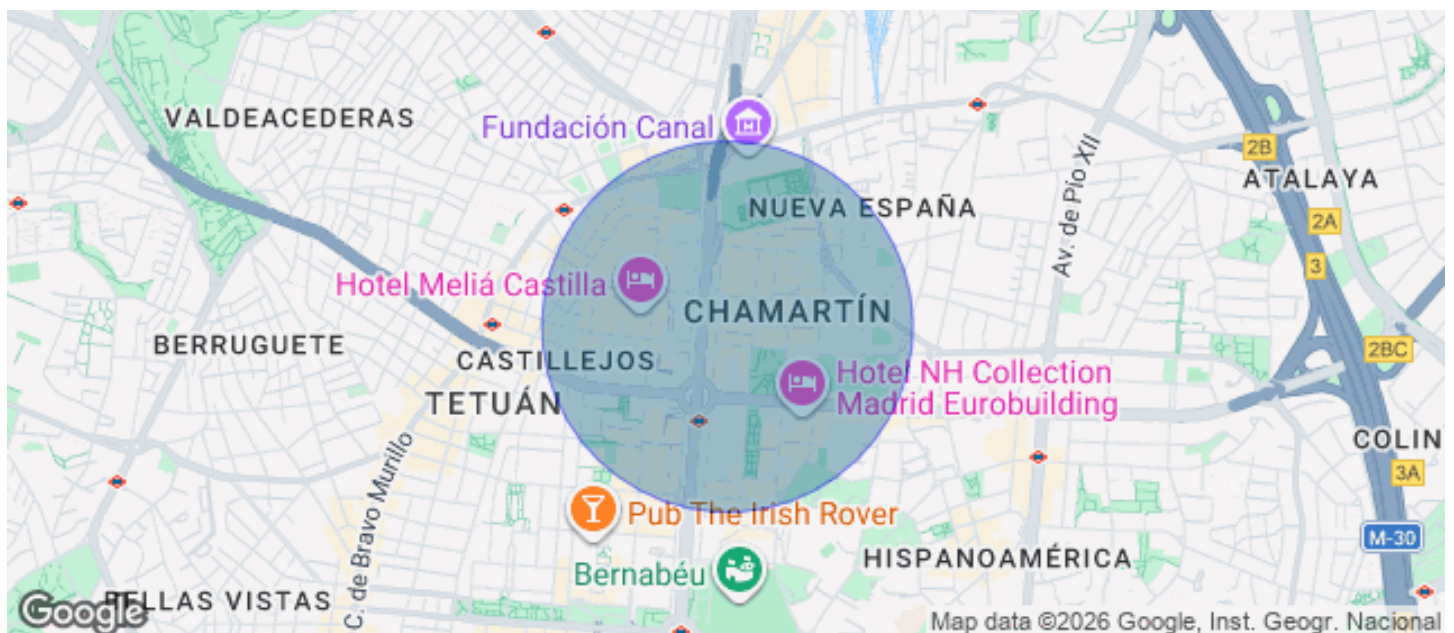 VALDEACEDERAS
Fundación Canal
2B
ATALAYA
NUEVA ESPAÑA
Av. de Pío XII
2A
3
Hotel Meliá Castilla
CHAMARTÍN
BERRUGUETE
2BC
CASTILLEJOS
Hotel NH Collection
Madrid Eurobuilding
TETUÁN
C. de Bravo Murillo
COLIN
3A
Pub The Irish Rover
M-30
HISPANOAMÉRICA
Bernabéu
BELLAS VISTAS
Google
Map data ©2026 Google, Inst. Geogr. Nacional